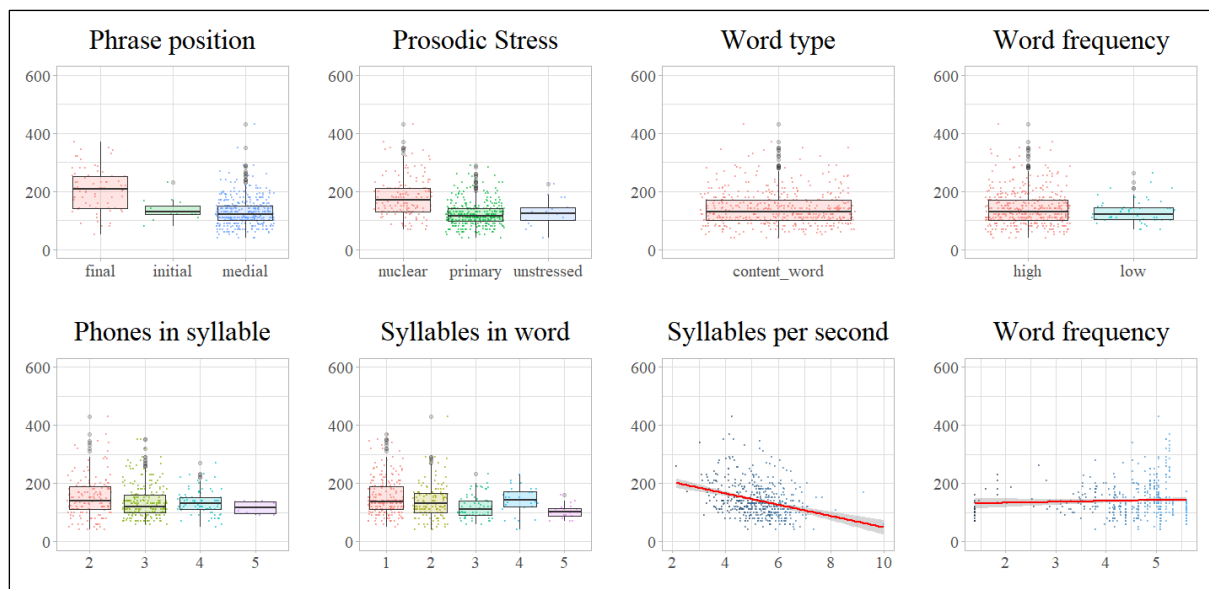 Phrase position
600
400
200
0
final initial medial
Prosodic Stress
600
400
200
0
nuclear primary unstressed
Word type
600
400
200
0
content_word
Word frequency
600
400
200
0
high low
Phones in syllable
600
400
200
0
2 3 4 5
Syllables in word
600
400
200
0
1 2 3 4 5
Syllables per second
600
400
200
0
2 4 6 8 10
Word frequency
600
400
200
0
2 3 4 5